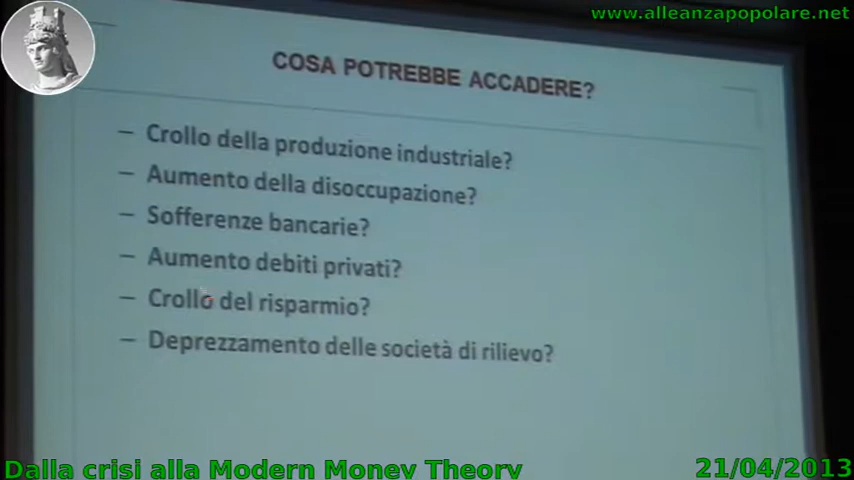 www.alleanzapopolare.net
COSA POTREBBE ACCADERE?
– Crollo della produzione industriale?
– Aumento della disoccupazione?
– Sofferenze bancarie?
– Aumento debiti privati?
– Crollo del risparmio?
– Deprezzamento delle società di rilievo?
Dalla crisi alla Modern Money Theory 21/04/2013